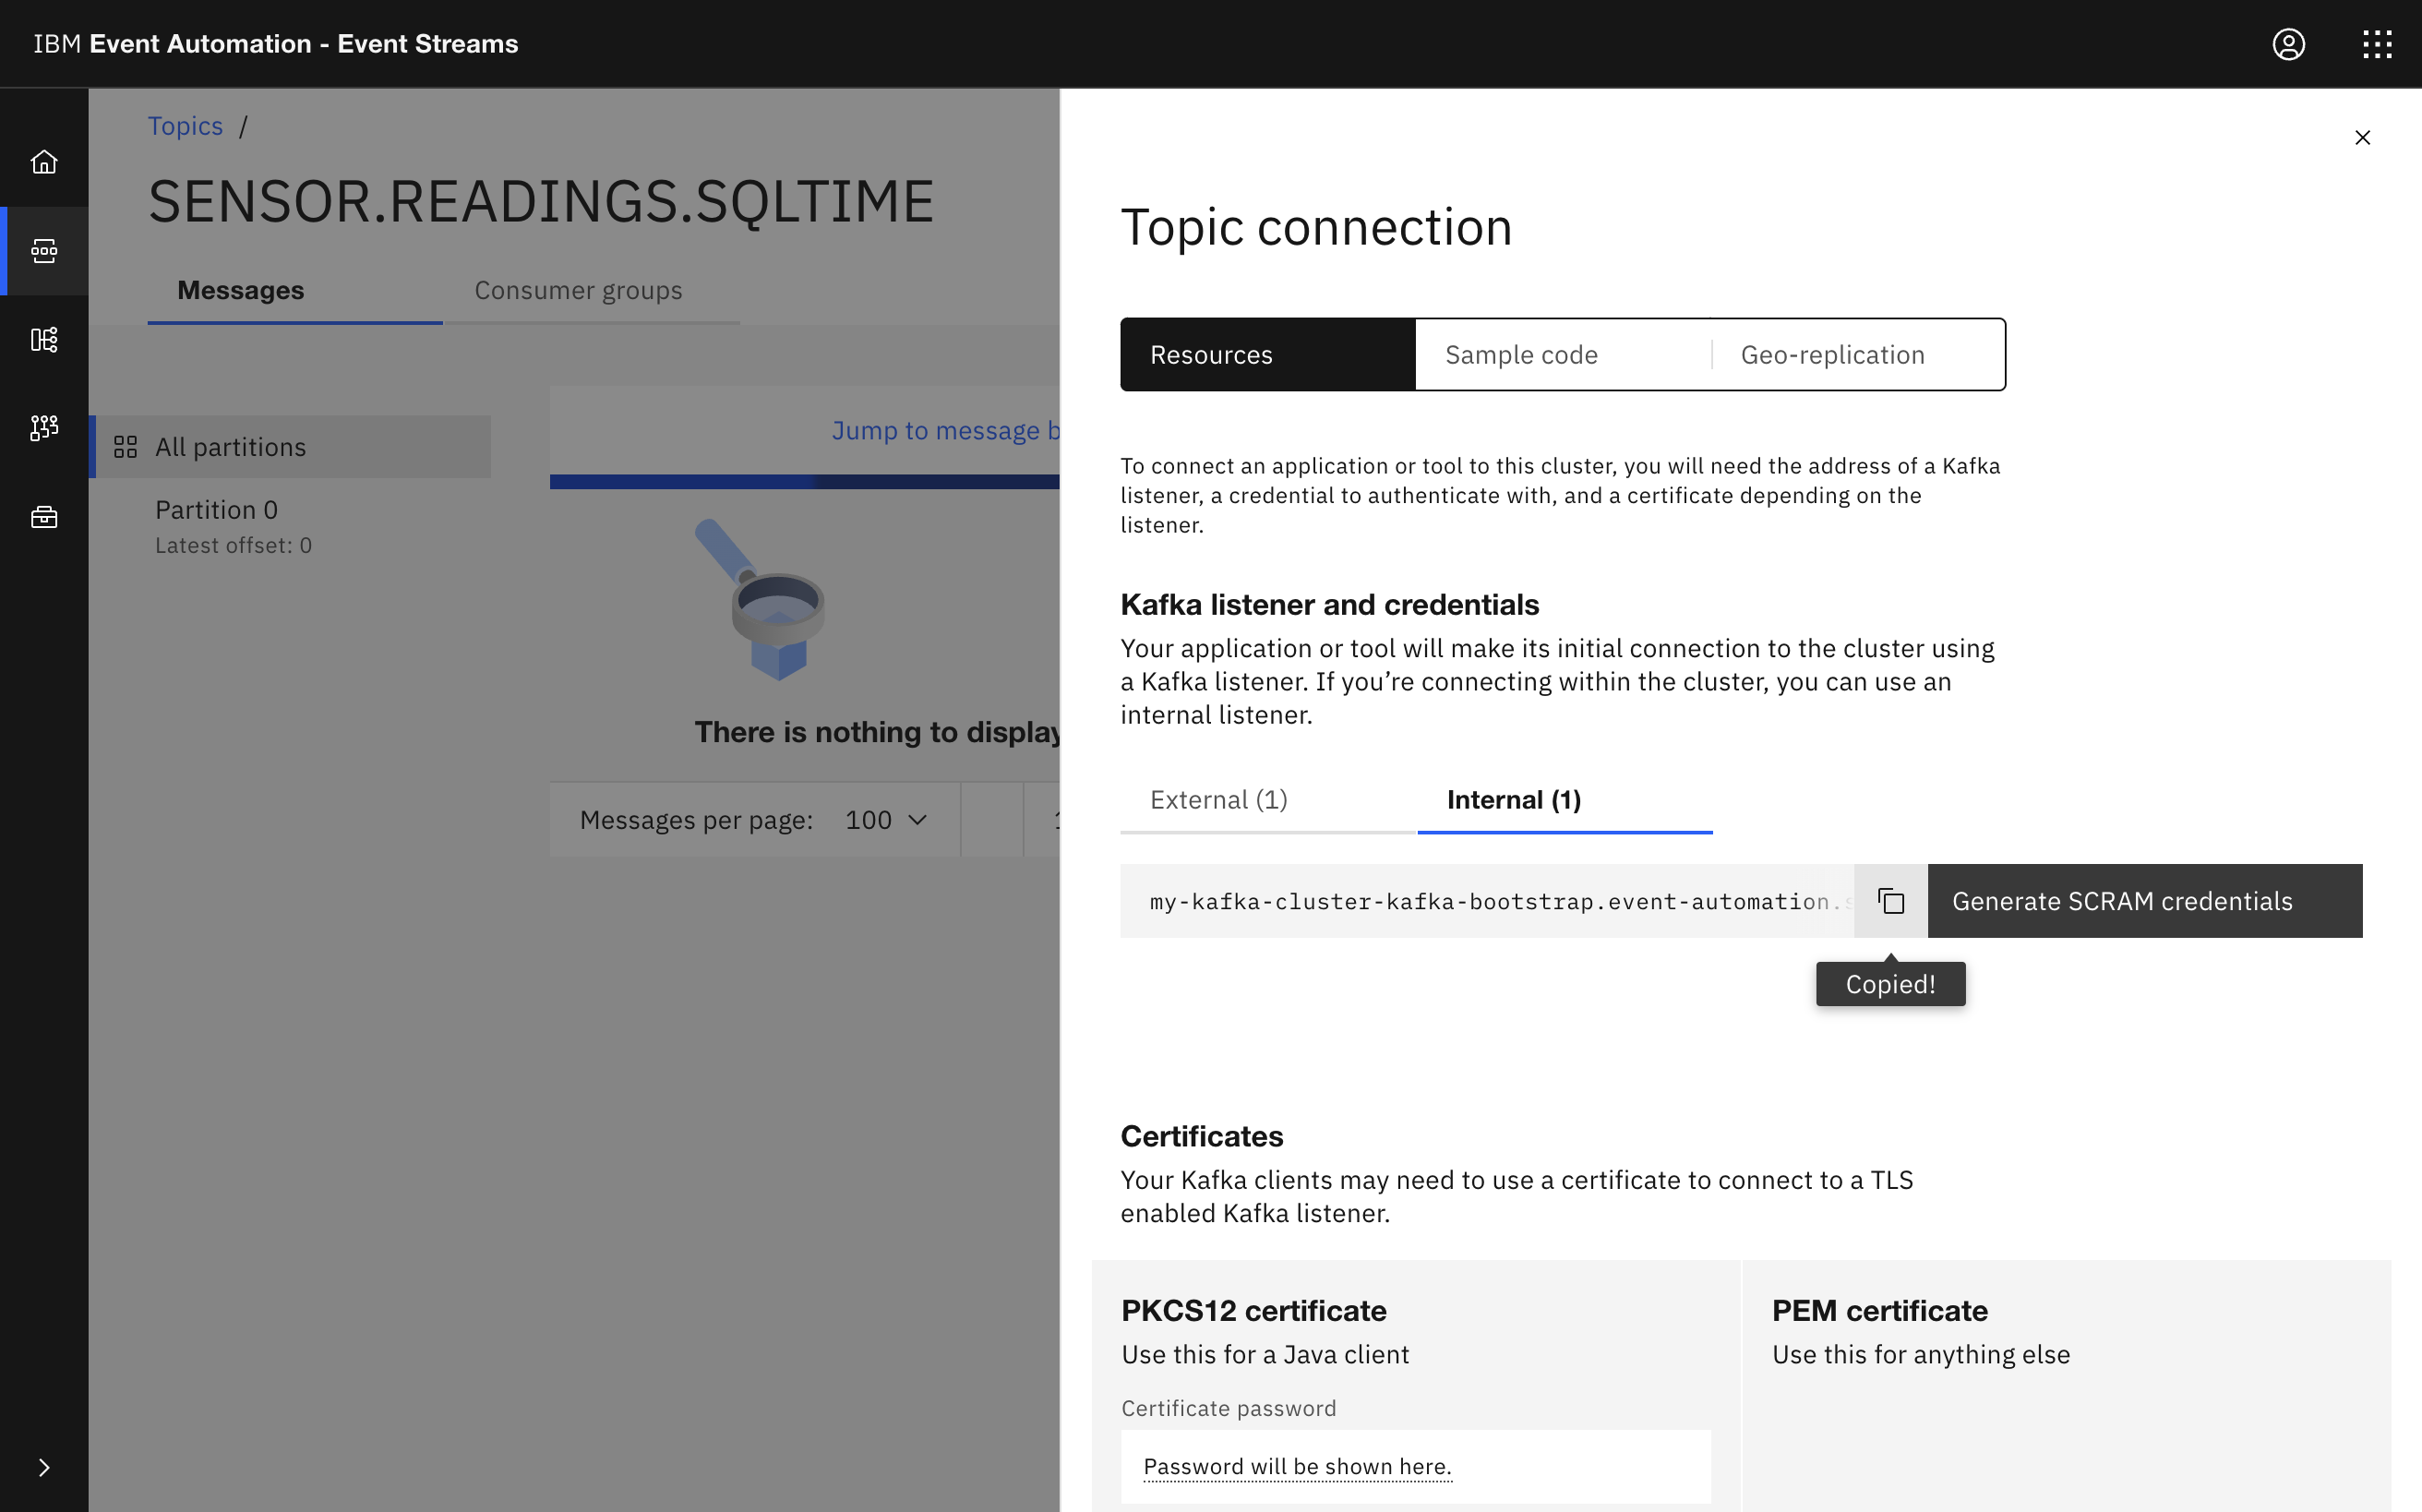 IBM Event Automation - Event Streams
Topics /
SENSOR.READINGS.SQLTIME
Messages
Consumer groups
All partitions
Partition 0
Latest offset: 0
Jump to message b
There is nothing to display
Messages per page: 100
Topic connection
Resources
Sample code
Geo-replication
To connect an application or tool to this cluster, you will need the address of a Kafka
listener, a credential to authenticate with, and a certificate depending on the
listener.
Kafka listener and credentials
Your application or tool will make its initial connection to the cluster using
a Kafka listener. If you’re connecting within the cluster, you can use an
internal listener.
External (1)
Internal (1)
my-kafka-cluster-kafka-bootstrap.event-automation.s
Generate SCRAM credentials
Copied!
Certificates
Your Kafka clients may need to use a certificate to connect to a TLS
enabled Kafka listener.
PKCS12 certificate
Use this for a Java client
Certificate password
Password will be shown here.
PEM certificate
Use this for anything else